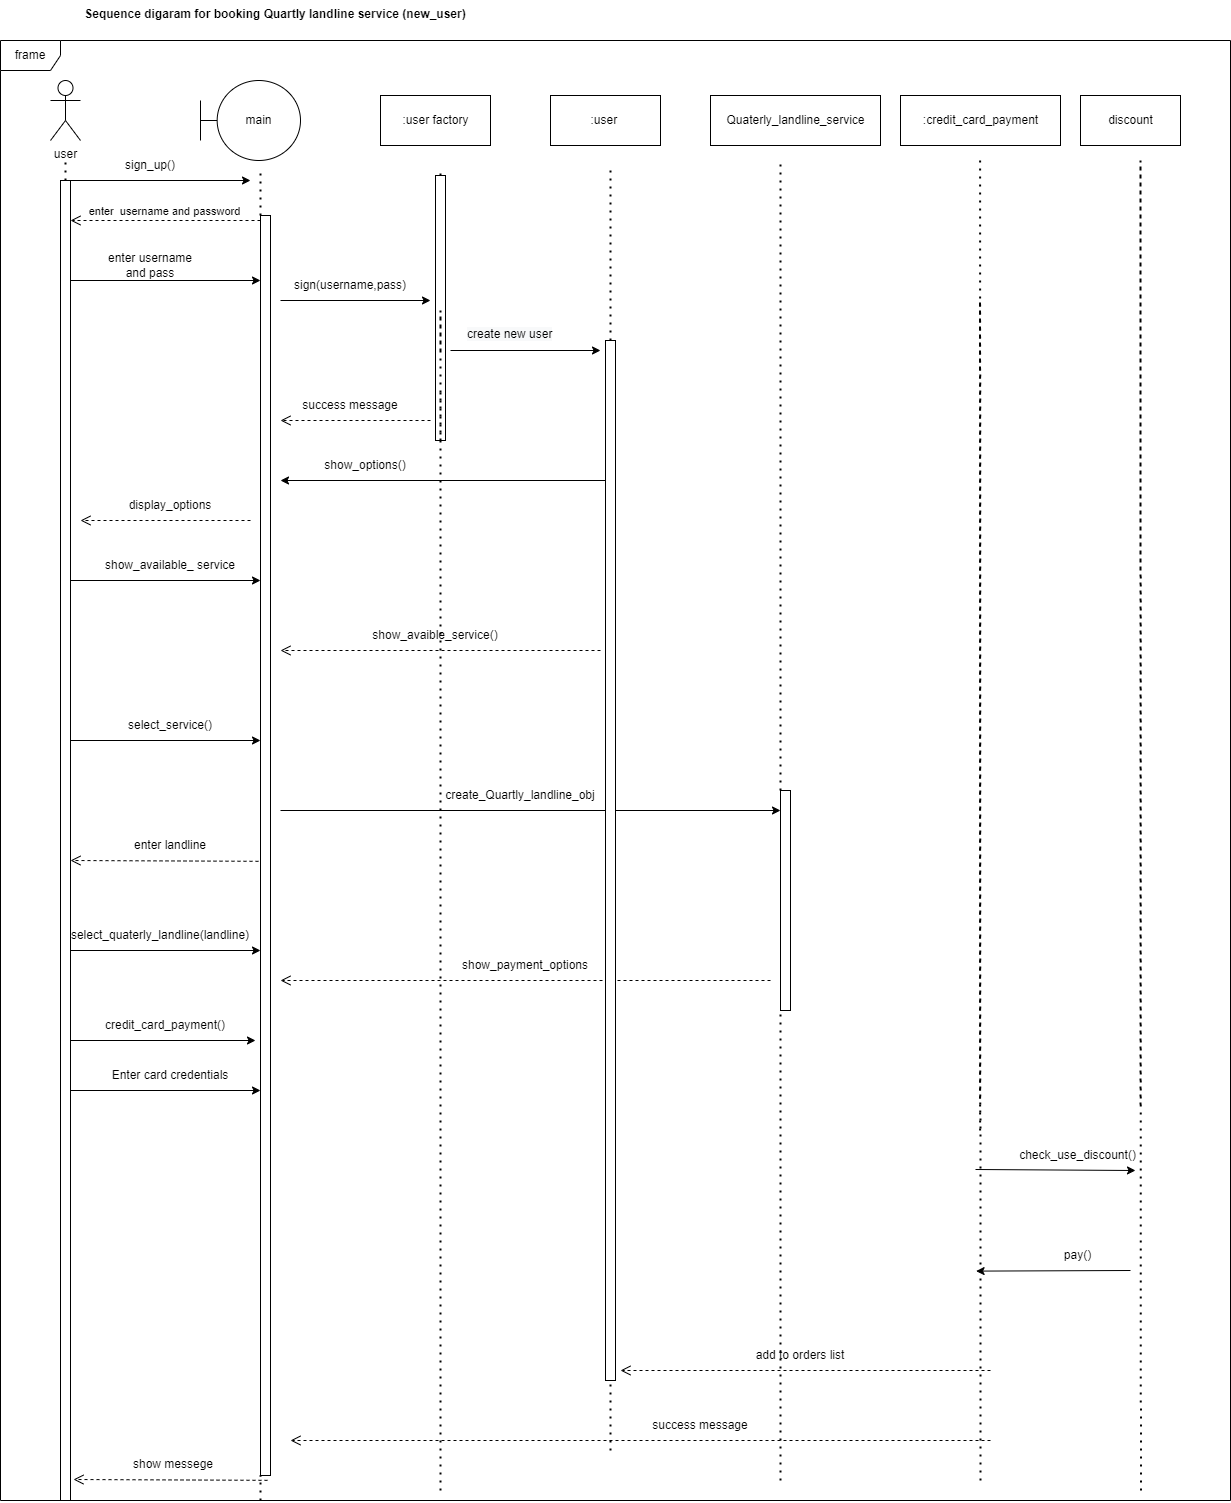 Sequence digaram for booking Quartly landline service (new_user)
frame
user
main
:user factory
:user
Quaterly_landline_service
:credit_card_payment
discount
sign_up()
enter  username and password
enter username
and pass
sign(username,pass)
create new user
success message
show_options()
display_options
show_available_ service
show_avaible_service()
select_service()
create_Quartly_landline_obj
enter landline
select_quaterly_landline(landline)
show_payment_options
credit_card_payment()
Enter card credentials
check_use_discount()
pay()
add to orders list
success message
show messege